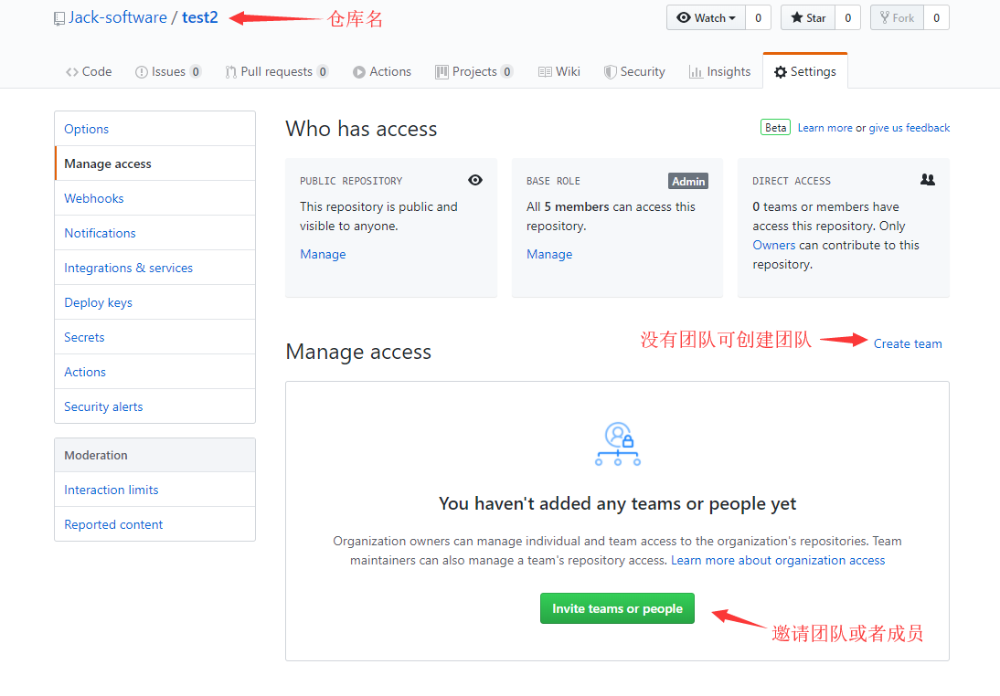 Jack-software / test2 仓库名
Watch 0 Star 0 Fork 0
Code Issues 0 Pull requests 0 Actions Projects 0 Wiki Security Insights Settings
Options
Manage access
Webhooks
Notifications
Integrations & services
Deploy keys
Secrets
Actions
Security alerts
Moderation
Interaction limits
Reported content
Who has access
Beta Learn more or give us feedback
PUBLIC REPOSITORY
This repository is public and
visible to anyone.
Manage
BASE ROLE Admin
All 5 members can access this
repository.
Manage
DIRECT ACCESS
0 teams or members have
access this repository. Only
Owners can contribute to this
repository.
Manage access
没有团队可创建团队 Create team
You haven't added any teams or people yet
Organization owners can manage individual and team access to the organization's repositories. Team
maintainers can also manage a team's repository access. Learn more about organization access
Invite teams or people
邀请团队或者成员